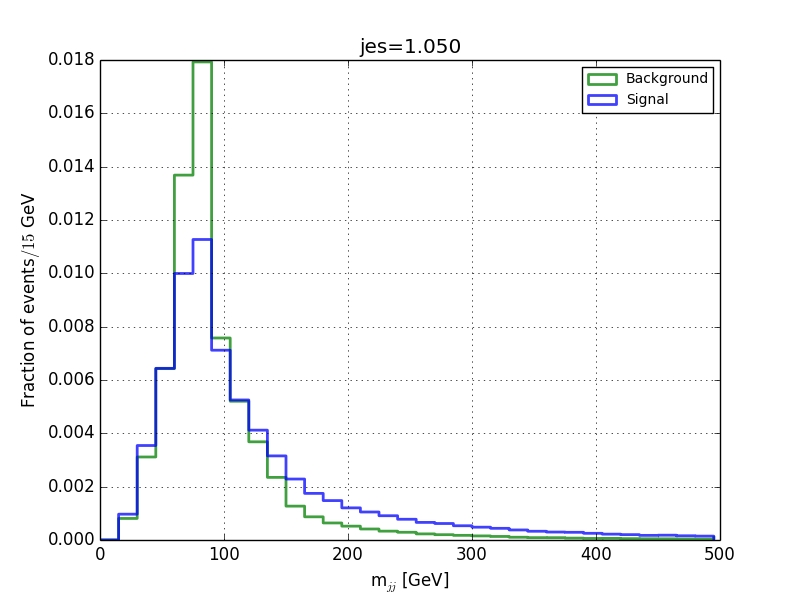 jes=1.050
Background
Signal
0.018
0.016
0.014
0.012
0.010
0.008
0.006
0.004
0.002
0.000
Fraction of events/15 GeV
0 100 200 300 400 500
m_jj [GeV]